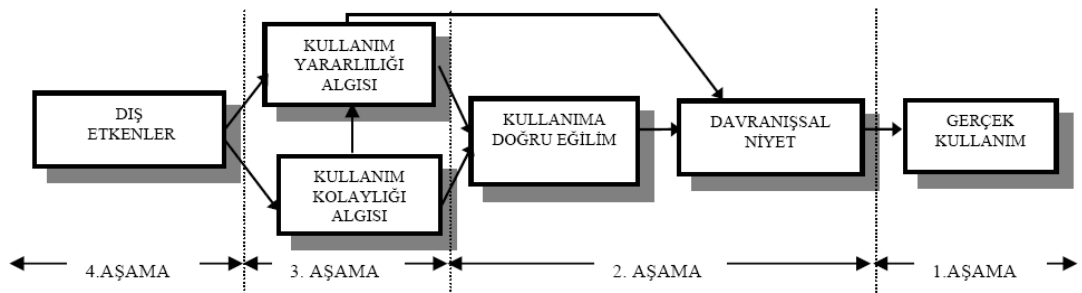 DIŞ
ETKENLER
KULLANIM
YARARLILIĞI
ALGISI
KULLANIM
KOLAYLIĞI
ALGISI
KULLANIMA
DOĞRU EĞİLİM
DAVRANIŞSAL
NİYET
GERÇEK
KULLANIM
4.AŞAMA
3. AŞAMA
2. AŞAMA
1.AŞAMA